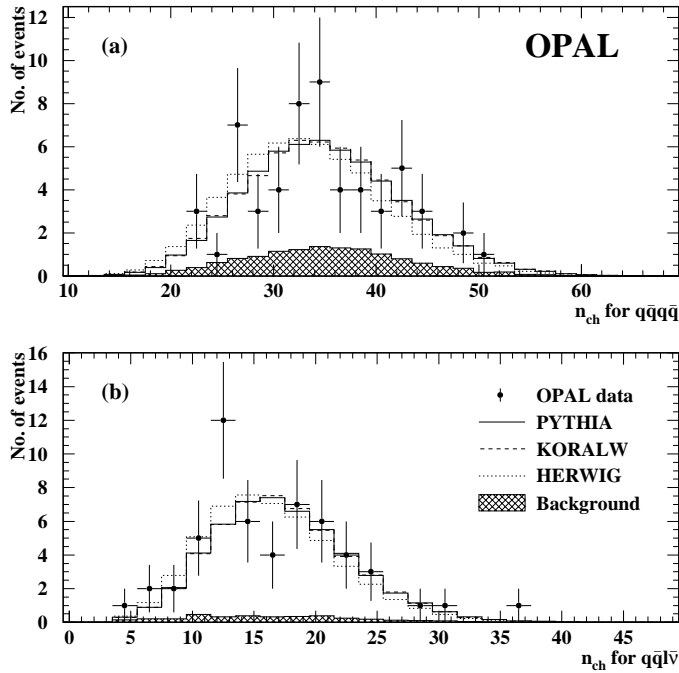 OPAL
(a)
No. of events
12
10
8
6
4
2
0
10 20 30 40 50 60
n_ch for qq̄qq̄
(b)
No. of events
16
14
12
10
8
6
4
2
0
OPAL data
PYTHIA
KORALW
HERWIG
Background
0 5 10 15 20 25 30 35 40 45
n_ch for qq̄lν̄